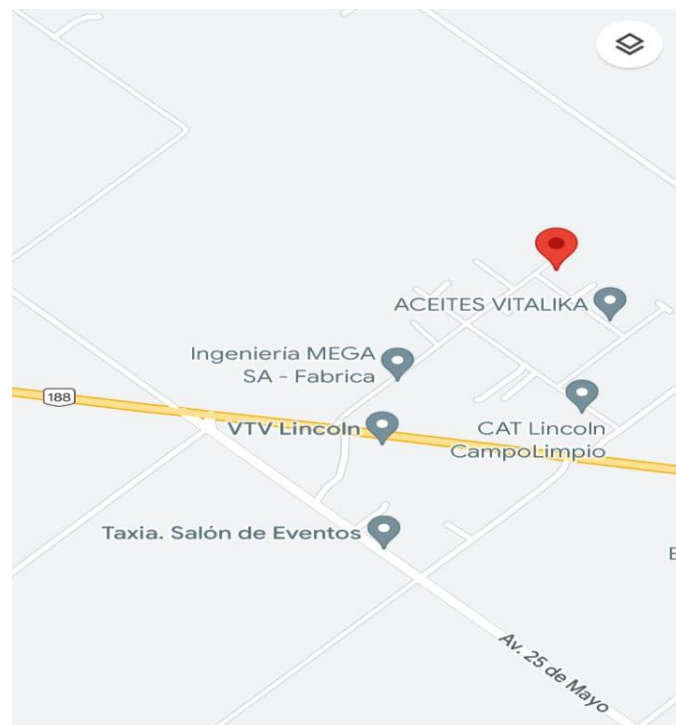 ACEITES VITALIKA
Ingeniería MEGA
SA - Fabrica
188
VTV Lincoln
CAT Lincoln
CampoLimpio
Taxia. Salón de Eventos
E
Av. 25 de Mayo